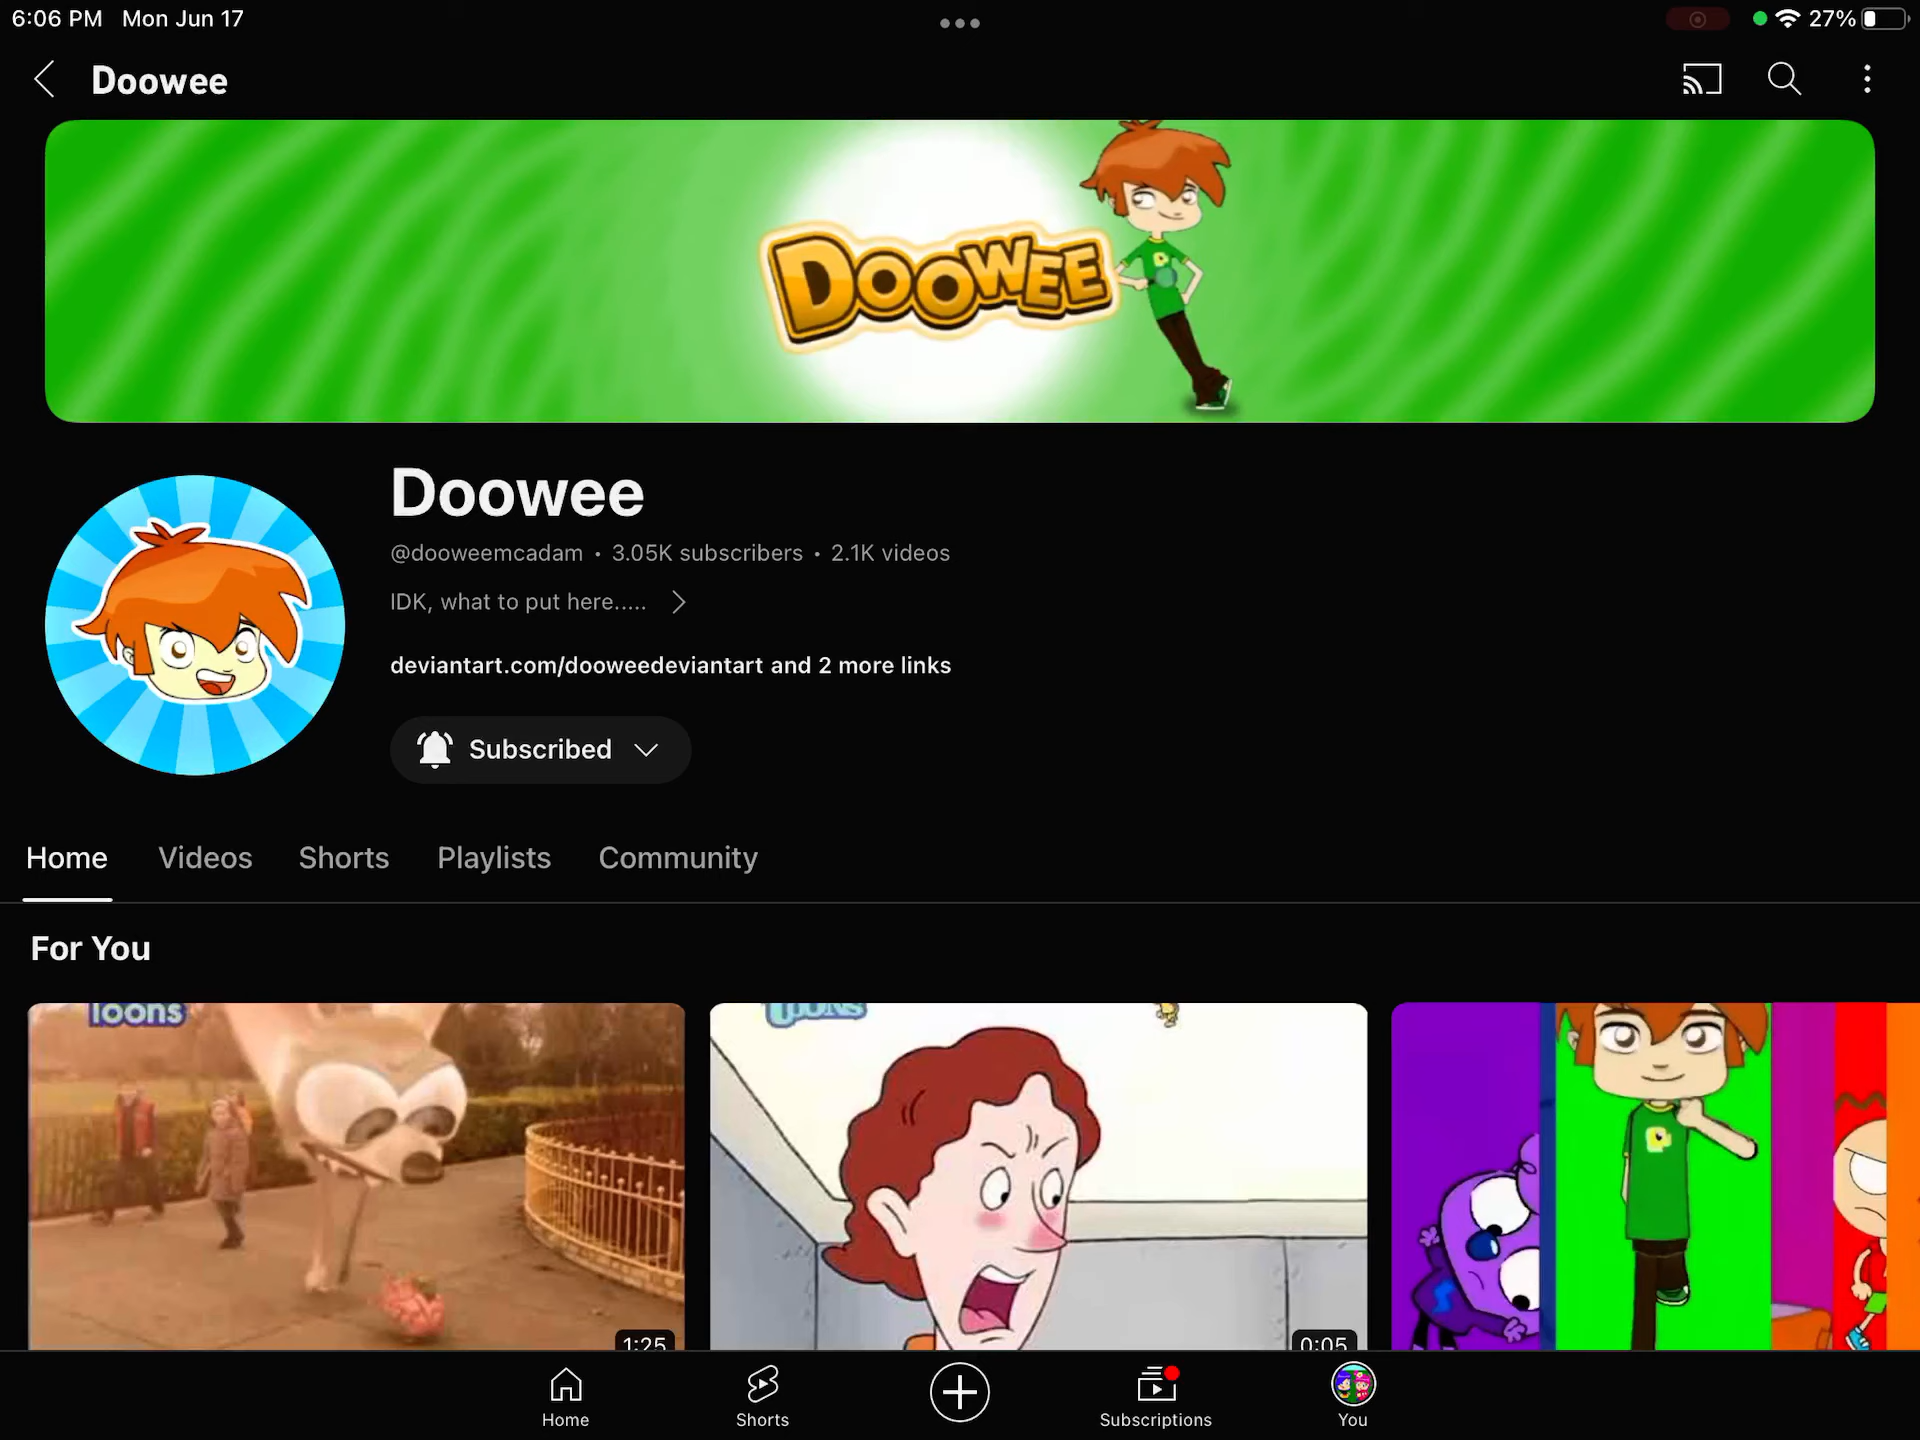 6:06 PM Mon Jun 17
27%
Doowee
DOOWEE
Doowee
@dooweemcadam • 3.05K subscribers • 2.1K videos
IDK, what to put here.....
deviantart.com/dooweedeviantart and 2 more links
Subscribed
Home Videos Shorts Playlists Community
For You
Toons
TOONS
1:25
0:05
Home Shorts Subscriptions You